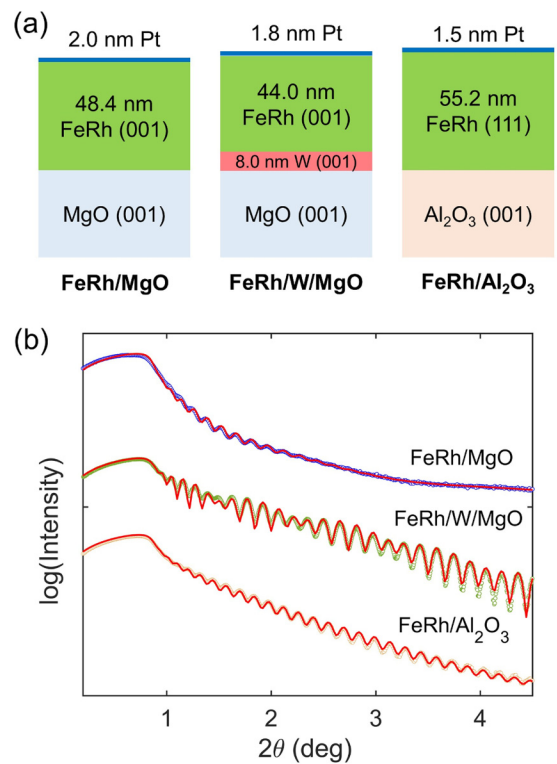 (a)
2.0 nm Pt
1.8 nm Pt
1.5 nm Pt
48.4 nm
FeRh (001)
44.0 nm
FeRh (001)
55.2 nm
FeRh (111)
8.0 nm W (001)
MgO (001)
MgO (001)
Al₂O₃ (001)
FeRh/MgO
FeRh/W/MgO
FeRh/Al₂O₃
(b)
log(Intensity)
FeRh/MgO
FeRh/W/MgO
FeRh/Al₂O₃
1
2
3
4
2θ (deg)